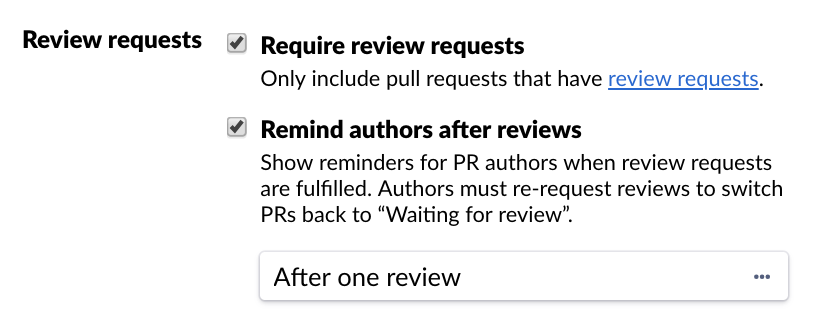 Review requests
Require review requests
Only include pull requests that have review requests.
Remind authors after reviews
Show reminders for PR authors when review requests
are fulfilled. Authors must re-request reviews to switch
PRs back to “Waiting for review”.
After one review